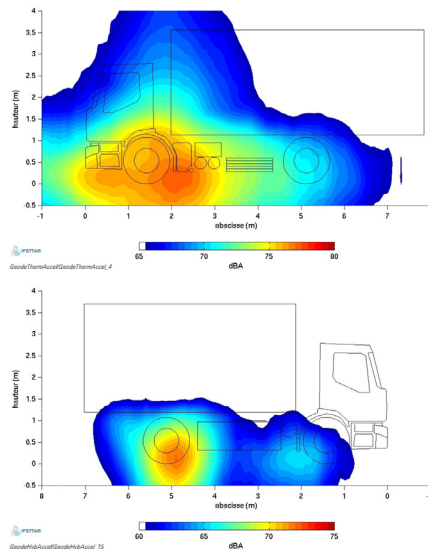 4
3.5
3
2.5
2
1.5
1
0.5
0
-0.5
hauteur (m)
-1 0 1 2 3 4 5 6 7
abscisse (m)
IFSTTAR
65 70 75 80
dBA
GeodeThermAccel/GeodeThermAccel_4
4
3.5
3
2.5
2
1.5
1
0.5
0
-0.5
hauteur (m)
8 7 6 5 4 3 2 1 0
abscisse (m)
IFSTTAR
60 65 70 75
dBA
GeodeHybAccel/GeodeHybAccel_15